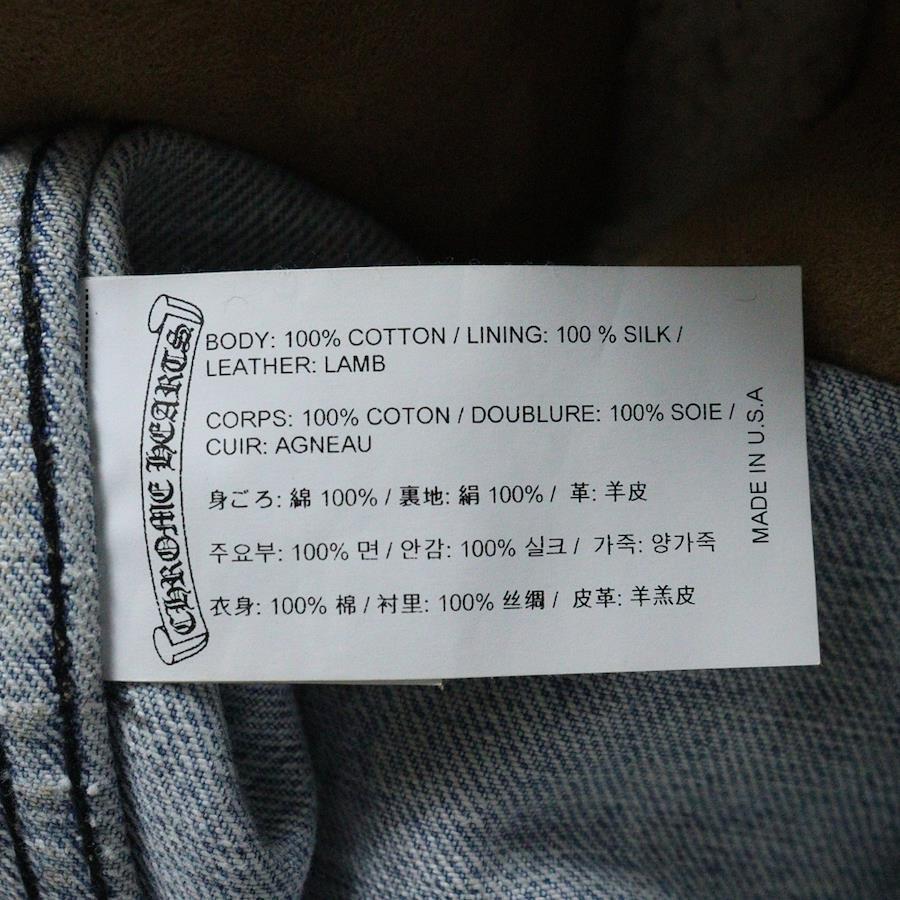 CHROME HEARTS
BODY: 100% COTTON / LINING: 100 % SILK /
LEATHER: LAMB
CORPS: 100% COTON / DOUBLURE: 100% SOIE /
CUIR: AGNEAU
身ごろ: 綿 100% / 裏地: 絹 100% / 革: 羊皮
주요부: 100% 면 / 안감: 100% 실크 / 가죽: 양가죽
衣身: 100% 棉 / 衬里: 100% 丝绸 / 皮革: 羊羔皮
MADE IN U.S.A